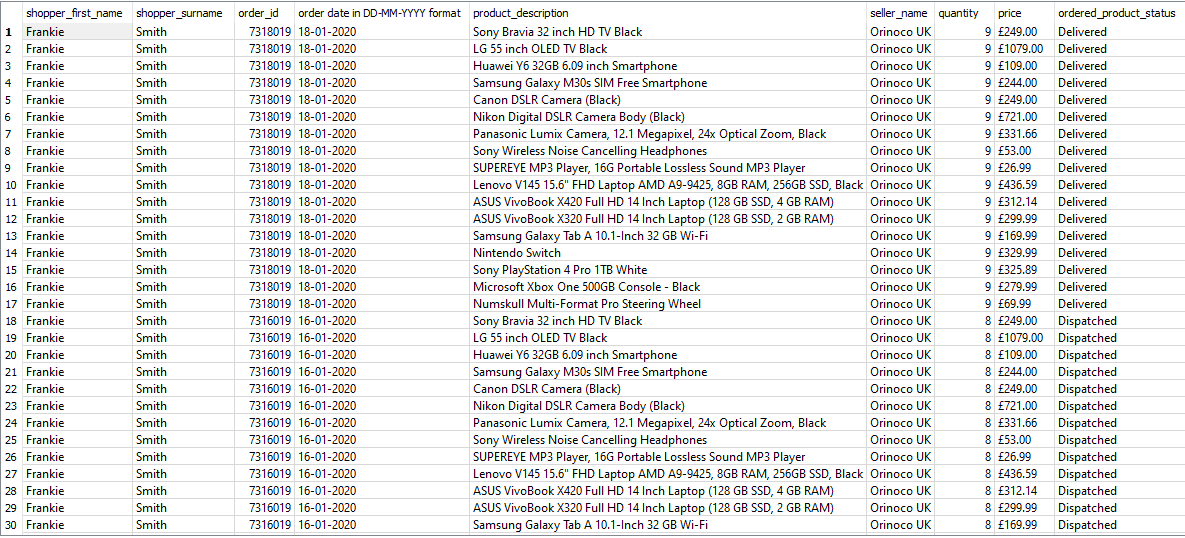 shopper_first_name shopper_surname order_id order date in DD-MM-YYYY format product_description seller_name quantity price ordered_product_status
1 Frankie Smith 7318019 18-01-2020 Sony Bravia 32 inch HD TV Black Orinoco UK 9 £249.00 Delivered
2 Frankie Smith 7318019 18-01-2020 LG 55 inch OLED TV Black Orinoco UK 9 £1079.00 Delivered
3 Frankie Smith 7318019 18-01-2020 Huawei Y6 32GB 6.09 inch Smartphone Orinoco UK 9 £109.00 Delivered
4 Frankie Smith 7318019 18-01-2020 Samsung Galaxy M30s SIM Free Smartphone Orinoco UK 9 £244.00 Delivered
5 Frankie Smith 7318019 18-01-2020 Canon DSLR Camera (Black) Orinoco UK 9 £249.00 Delivered
6 Frankie Smith 7318019 18-01-2020 Nikon Digital DSLR Camera Body (Black) Orinoco UK 9 £721.00 Delivered
7 Frankie Smith 7318019 18-01-2020 Panasonic Lumix Camera, 12.1 Megapixel, 24x Optical Zoom, Black Orinoco UK 9 £331.66 Delivered
8 Frankie Smith 7318019 18-01-2020 Sony Wireless Noise Cancelling Headphones Orinoco UK 9 £53.00 Delivered
9 Frankie Smith 7318019 18-01-2020 SUPEREYE MP3 Player, 16G Portable Lossless Sound MP3 Player Orinoco UK 9 £26.99 Delivered
10 Frankie Smith 7318019 18-01-2020 Lenovo V145 15.6" FHD Laptop AMD A9-9425, 8GB RAM, 256GB SSD, Black Orinoco UK 9 £436.59 Delivered
11 Frankie Smith 7318019 18-01-2020 ASUS VivoBook X420 Full HD 14 Inch Laptop (128 GB SSD, 4 GB RAM) Orinoco UK 9 £312.14 Delivered
12 Frankie Smith 7318019 18-01-2020 ASUS VivoBook X320 Full HD 14 Inch Laptop (128 GB SSD, 2 GB RAM) Orinoco UK 9 £299.99 Delivered
13 Frankie Smith 7318019 18-01-2020 Samsung Galaxy Tab A 10.1-Inch 32 GB Wi-Fi Orinoco UK 9 £169.99 Delivered
14 Frankie Smith 7318019 18-01-2020 Nintendo Switch Orinoco UK 9 £329.99 Delivered
15 Frankie Smith 7318019 18-01-2020 Sony PlayStation 4 Pro 1TB White Orinoco UK 9 £325.89 Delivered
16 Frankie Smith 7318019 18-01-2020 Microsoft Xbox One 500GB Console - Black Orinoco UK 9 £279.99 Delivered
17 Frankie Smith 7318019 18-01-2020 Numskull Multi-Format Pro Steering Wheel Orinoco UK 9 £69.99 Delivered
18 Frankie Smith 7316019 16-01-2020 Sony Bravia 32 inch HD TV Black Orinoco UK 8 £249.00 Dispatched
19 Frankie Smith 7316019 16-01-2020 LG 55 inch OLED TV Black Orinoco UK 8 £1079.00 Dispatched
20 Frankie Smith 7316019 16-01-2020 Huawei Y6 32GB 6.09 inch Smartphone Orinoco UK 8 £109.00 Dispatched
21 Frankie Smith 7316019 16-01-2020 Samsung Galaxy M30s SIM Free Smartphone Orinoco UK 8 £244.00 Dispatched
22 Frankie Smith 7316019 16-01-2020 Canon DSLR Camera (Black) Orinoco UK 8 £249.00 Dispatched
23 Frankie Smith 7316019 16-01-2020 Nikon Digital DSLR Camera Body (Black) Orinoco UK 8 £721.00 Dispatched
24 Frankie Smith 7316019 16-01-2020 Panasonic Lumix Camera, 12.1 Megapixel, 24x Optical Zoom, Black Orinoco UK 8 £331.66 Dispatched
25 Frankie Smith 7316019 16-01-2020 Sony Wireless Noise Cancelling Headphones Orinoco UK 8 £53.00 Dispatched
26 Frankie Smith 7316019 16-01-2020 SUPEREYE MP3 Player, 16G Portable Lossless Sound MP3 Player Orinoco UK 8 £26.99 Dispatched
27 Frankie Smith 7316019 16-01-2020 Lenovo V145 15.6" FHD Laptop AMD A9-9425, 8GB RAM, 256GB SSD, Black Orinoco UK 8 £436.59 Dispatched
28 Frankie Smith 7316019 16-01-2020 ASUS VivoBook X420 Full HD 14 Inch Laptop (128 GB SSD, 4 GB RAM) Orinoco UK 8 £312.14 Dispatched
29 Frankie Smith 7316019 16-01-2020 ASUS VivoBook X320 Full HD 14 Inch Laptop (128 GB SSD, 2 GB RAM) Orinoco UK 8 £299.99 Dispatched
30 Frankie Smith 7316019 16-01-2020 Samsung Galaxy Tab A 10.1-Inch 32 GB Wi-Fi Orinoco UK 8 £169.99 Dispatched